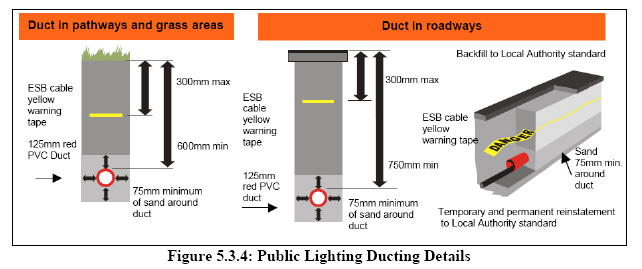 Duct in pathways and grass areas
ESB cable
yellow
warning
tape
125mm red
PVC Duct
300mm max
600mm min
75mm minimum
of sand around
duct
Duct in roadways
ESB
cable
yellow
warning
tape
125mm
red PVC
duct
300mm max
750mm min
75mm minimum
of sand around
duct
Backfill to Local Authority standard
ESB cable
yellow
warning
tape
DANGER
Sand
75mm min.
around
duct
Temporary and permanent reinstatement
to Local Authority standard
Figure 5.3.4: Public Lighting Ducting Details